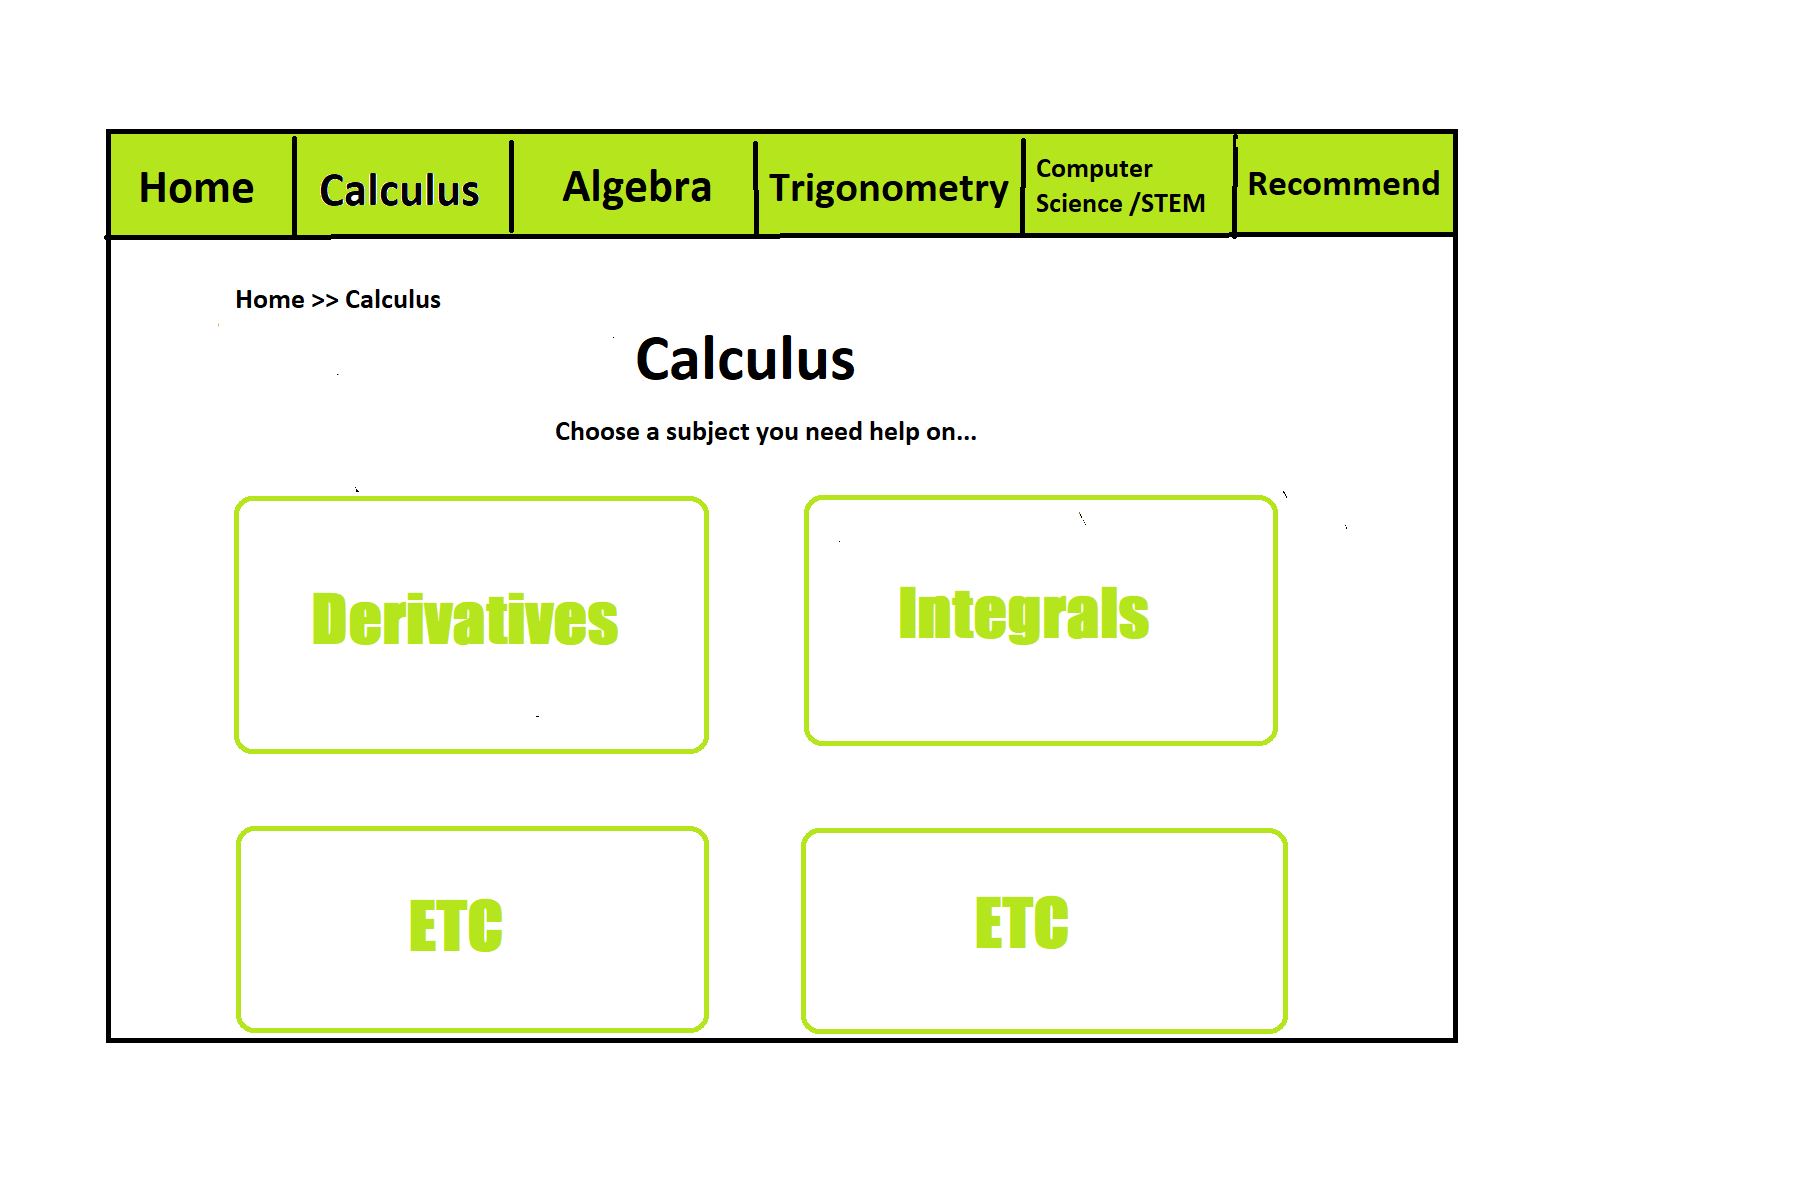 Home
Calculus
Algebra
Trigonometry
Computer
Science /STEM
Recommend
Home >> Calculus
Calculus
Choose a subject you need help on...
Derivatives
Integrals
ETC
ETC